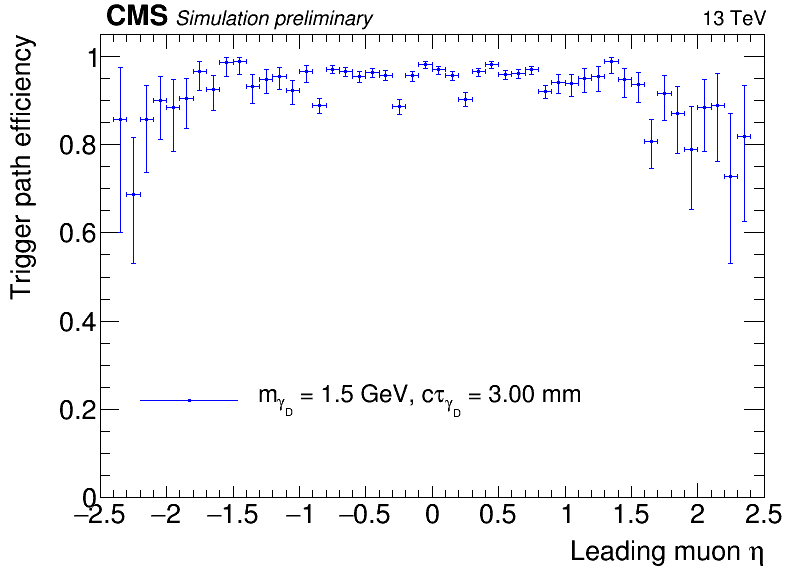 CMS Simulation preliminary 13 TeV
Trigger path efficiency
1
0.8
0.6
0.4
0.2
0
mγD = 1.5 GeV, cτγD = 3.00 mm
−2.5 −2 −1.5 −1 −0.5 0 0.5 1 1.5 2 2.5
Leading muon η